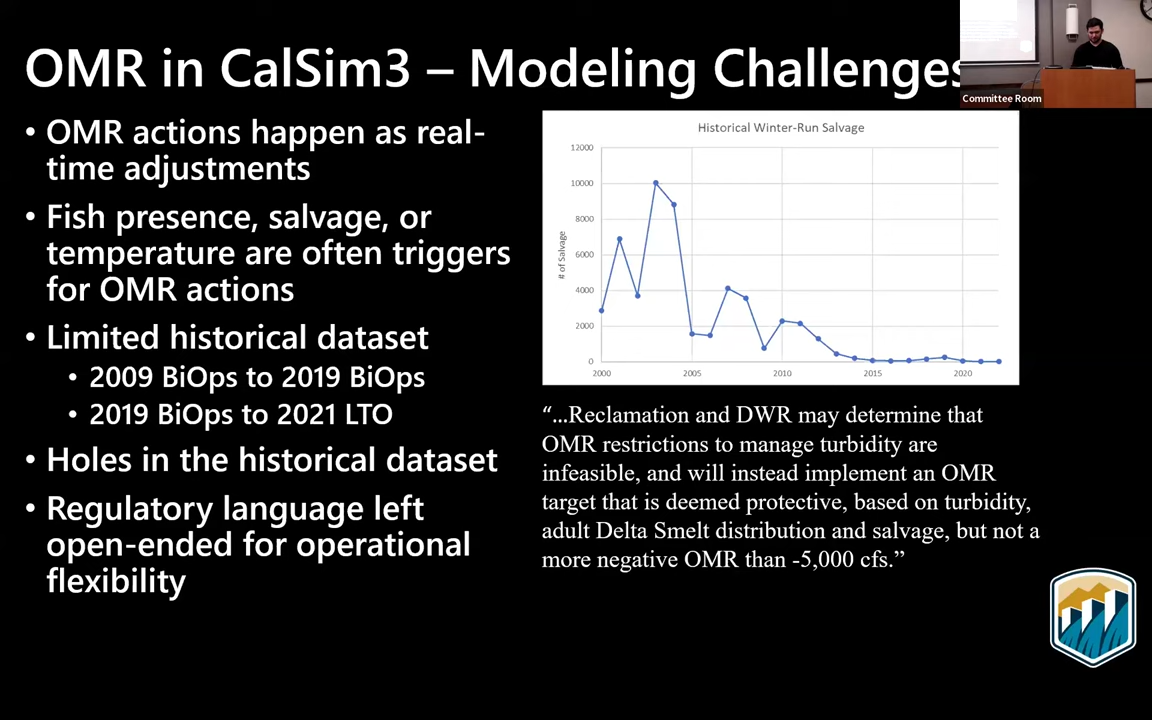 OMR in CalSim3 – Modeling Challenges
Committee Room
• OMR actions happen as real-
time adjustments
• Fish presence, salvage, or
temperature are often triggers
for OMR actions
• Limited historical dataset
• 2009 BiOps to 2019 BiOps
• 2019 BiOps to 2021 LTO
• Holes in the historical dataset
• Regulatory language left
open-ended for operational
flexibility
Historical Winter-Run Salvage
# of Salvage
12000
10000
8000
6000
4000
2000
0
2000
2005
2010
2015
2020
“…Reclamation and DWR may determine that
OMR restrictions to manage turbidity are
infeasible, and will instead implement an OMR
target that is deemed protective, based on turbidity,
adult Delta Smelt distribution and salvage, but not a
more negative OMR than -5,000 cfs.”